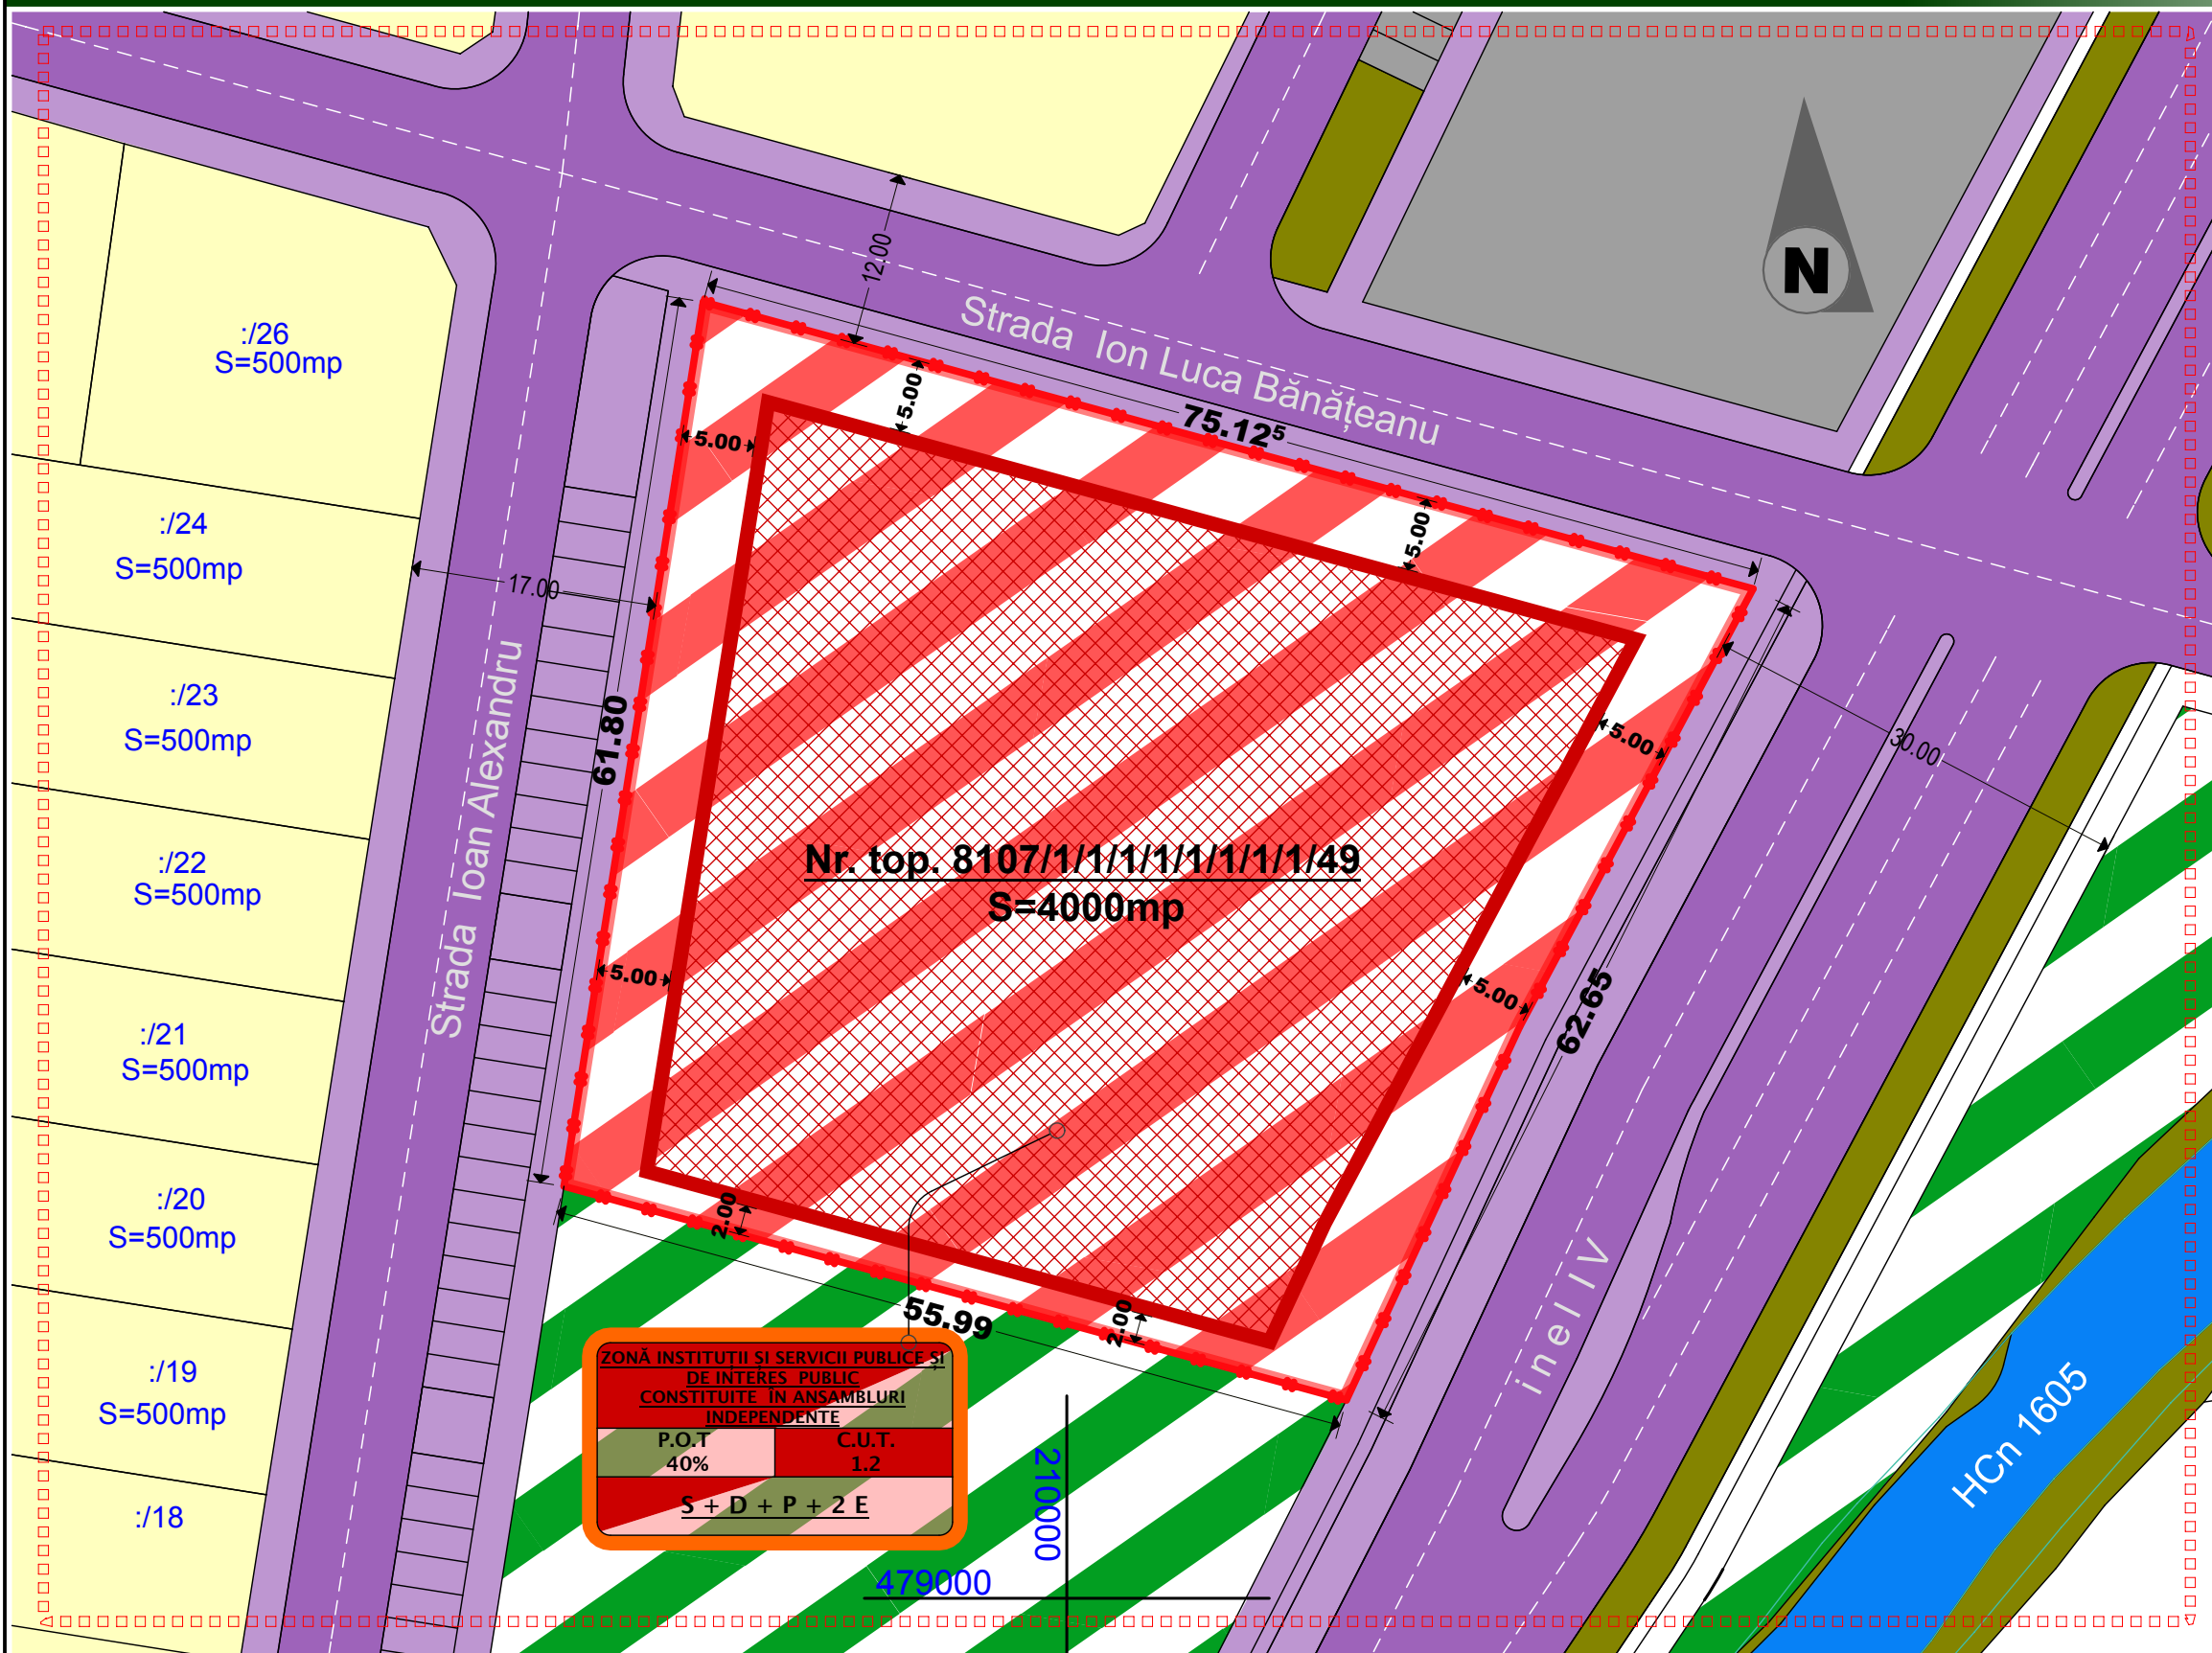 N
12.00
Strada Ion Luca Bănățeanu
75.12⁵
:/26
S=500mp
5.00
5.00
5.00
:/24
S=500mp
17.00
:/23
S=500mp
61.80
Strada Ioan Alexandru
5.00
30.00
:/22
S=500mp
Nr. top. 8107/1/1/1/1/1/1/1/1/49
S=4000mp
5.00
5.00
62.65
:/21
S=500mp
:/20
S=500mp
2.00
2.00
55.99
inel IV
:/19
S=500mp
HCn 1605
ZONĂ INSTITUȚII ȘI SERVICII PUBLICE ȘI
DE INTERES PUBLIC
CONSTITUITE ÎN ANSAMBLURI
INDEPENDENTE
P.O.T C.U.T.
40% 1.2
S + D + P + 2 E
:/18
210000
479000